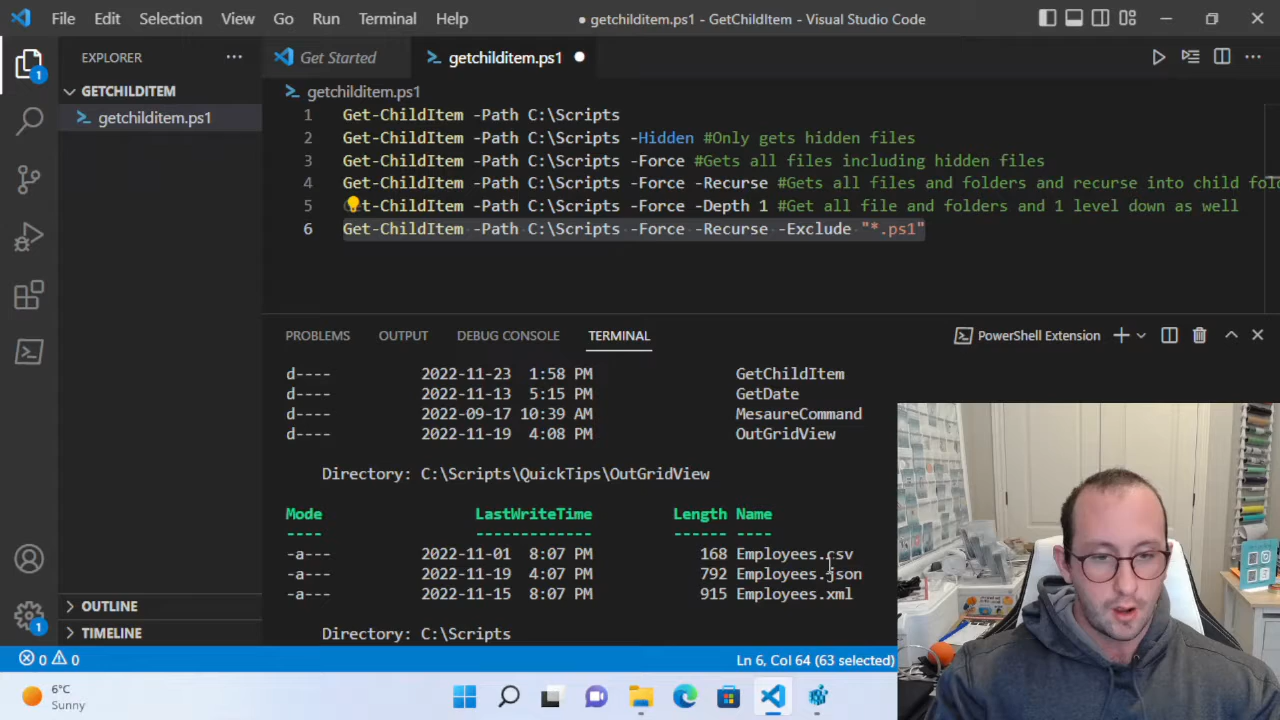 File Edit Selection View Go Run Terminal Help
● getchilditem.ps1 - GetChildItem - Visual Studio Code
EXPLORER
Get Started
getchilditem.ps1
GETCHILDITEM
getchilditem.ps1
getchilditem.ps1
1 Get-ChildItem -Path C:\Scripts
2 Get-ChildItem -Path C:\Scripts -Hidden #Only gets hidden files
3 Get-ChildItem -Path C:\Scripts -Force #Gets all files including hidden files
4 Get-ChildItem -Path C:\Scripts -Force -Recurse #Gets all files and folders and recurse into child fol
5 Get-ChildItem -Path C:\Scripts -Force -Depth 1 #Get all file and folders and 1 level down as well
6 Get-ChildItem -Path C:\Scripts -Force -Recurse -Exclude "*.ps1"
PROBLEMS OUTPUT DEBUG CONSOLE TERMINAL
PowerShell Extension
d---- 2022-11-23 1:58 PM GetChildItem
d---- 2022-11-13 5:15 PM GetDate
d---- 2022-09-17 10:39 AM MesaureCommand
d---- 2022-11-19 4:08 PM OutGridView
Directory: C:\Scripts\QuickTips\OutGridView
Mode LastWriteTime Length Name
---- ------------- ------ ----
-a--- 2022-11-01 8:07 PM 168 Employees.csv
-a--- 2022-11-19 4:07 PM 792 Employees.json
-a--- 2022-11-15 8:07 PM 915 Employees.xml
Directory: C:\Scripts
OUTLINE
TIMELINE
1
1
0 0
Ln 6, Col 64 (63 selected)
6°C
Sunny